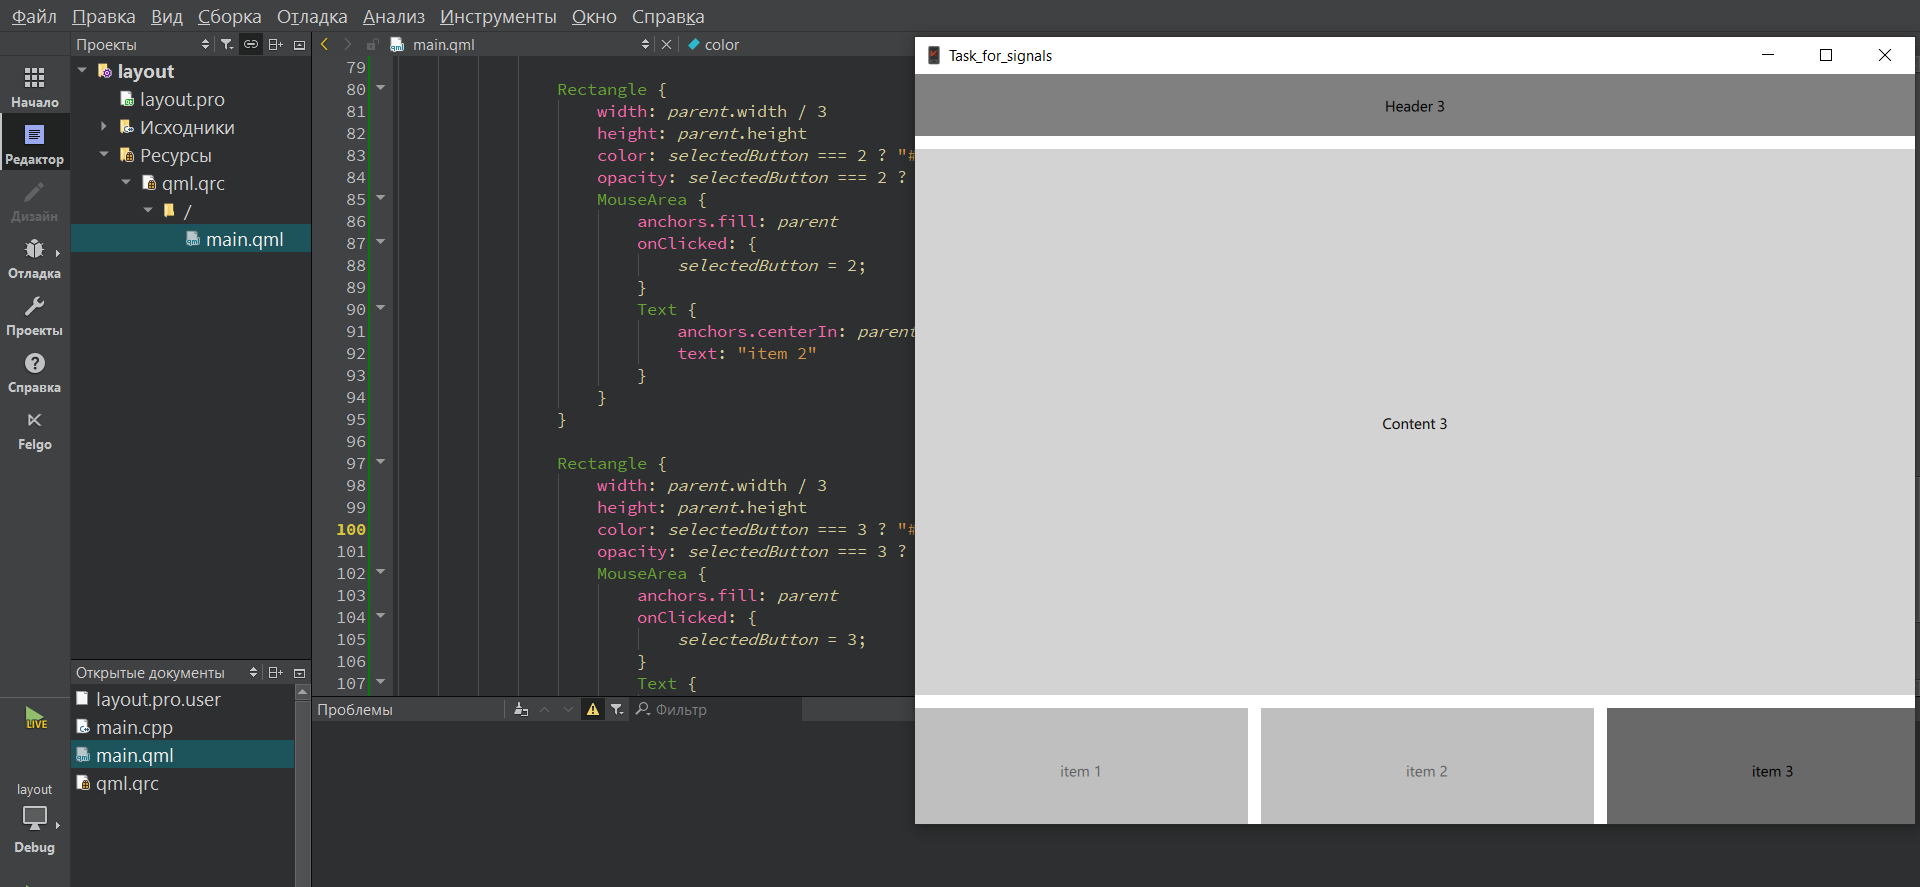 Файл Правка Вид Сборка Отладка Анализ Инструменты Окно Справка
Проекты
main.qml
color
Начало
Редактор
Дизайн
Отладка
Проекты
Справка
Felgo
LIVE
layout
Debug
layout
layout.pro
Исходники
Ресурсы
qml.qrc
/
main.qml
Открытые документы
layout.pro.user
main.cpp
main.qml
qml.qrc
79
80 Rectangle {
81 width: parent.width / 3
82 height: parent.height
83 color: selectedButton === 2 ? "#
84 opacity: selectedButton === 2 ?
85 MouseArea {
86 anchors.fill: parent
87 onClicked: {
88 selectedButton = 2;
89 }
90 Text {
91 anchors.centerIn: parent
92 text: "item 2"
93 }
94 }
95 }
96
97 Rectangle {
98 width: parent.width / 3
99 height: parent.height
100 color: selectedButton === 3 ? "#
101 opacity: selectedButton === 3 ?
102 MouseArea {
103 anchors.fill: parent
104 onClicked: {
105 selectedButton = 3;
106 }
107 Text {
Проблемы
Фильтр
Task_for_signals
Header 3
Content 3
item 1
item 2
item 3